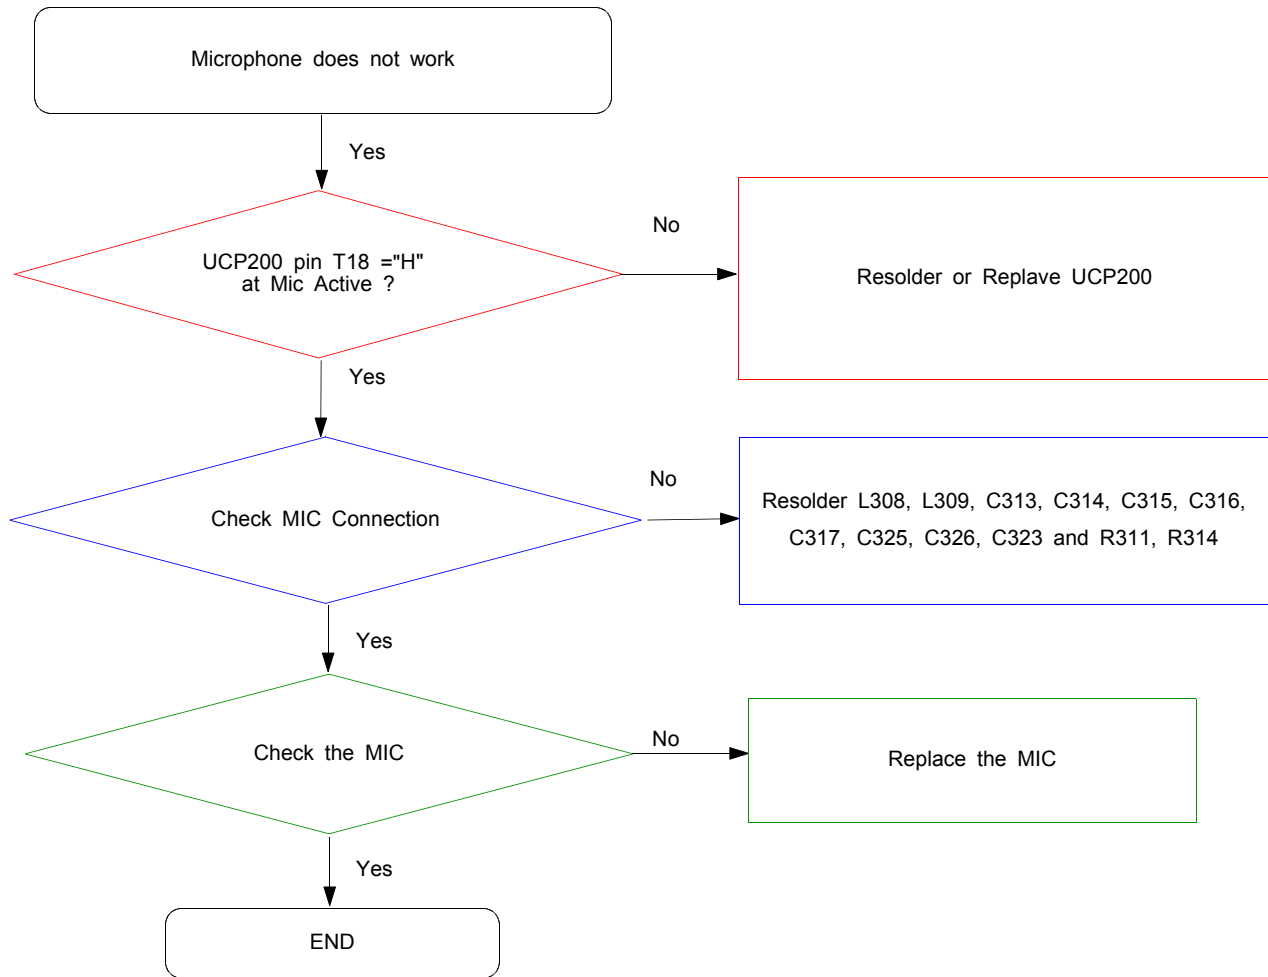 Microphone does not work
Yes
UCP200 pin T18 ="H"
at Mic Active ?
No
Resolder or Replave UCP200
Yes
Check MIC Connection
No
Resolder L308, L309, C313, C314, C315, C316,
C317, C325, C326, C323 and R311, R314
Yes
Check the MIC
No
Replace the MIC
Yes
END